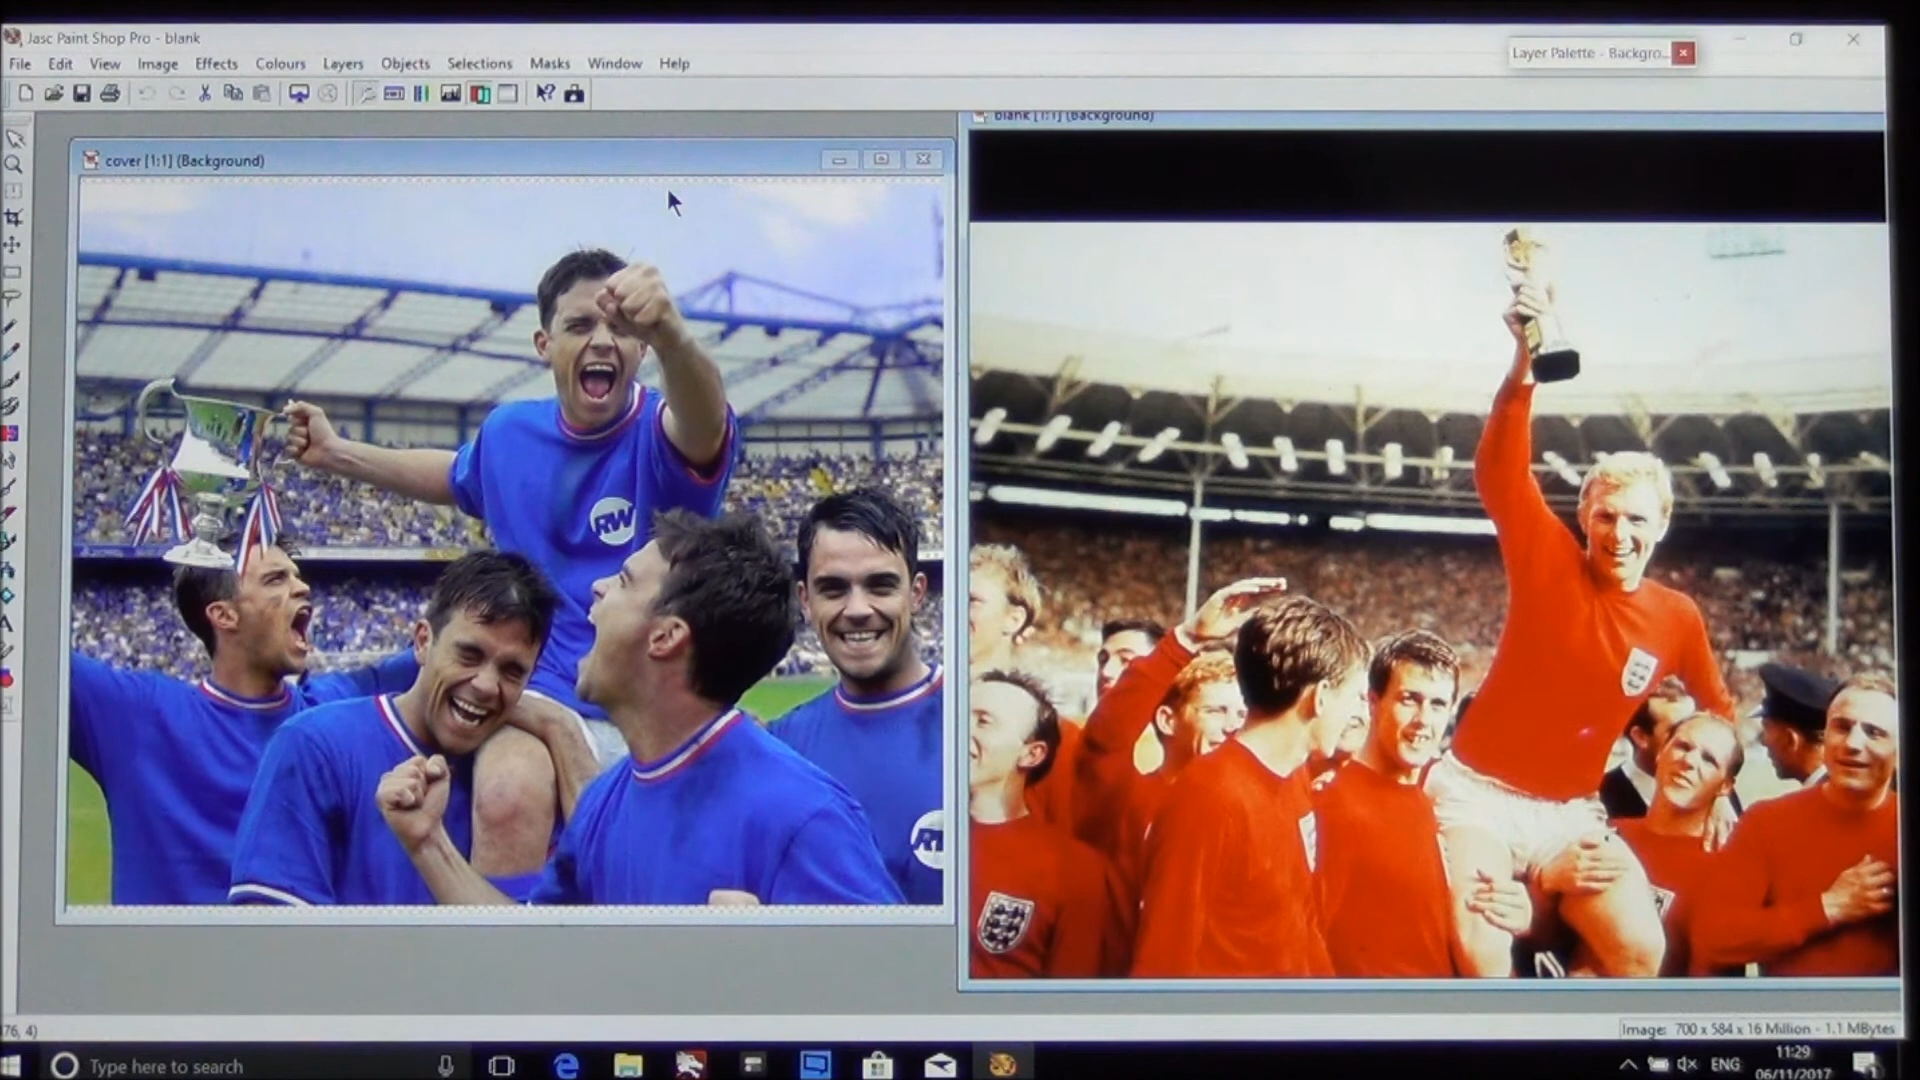 Jasc Paint Shop Pro - blank
Layer Palette - Backgro...
File Edit View Image Effects Colours Layers Objects Selections Masks Window Help
blank [1:1] (Background)
cover [1:1] (Background)
RW
76, 4)
Image: 700 x 584 x 16 Million - 1.1 MBytes
Type here to search
ENG
11:29
06/11/2017